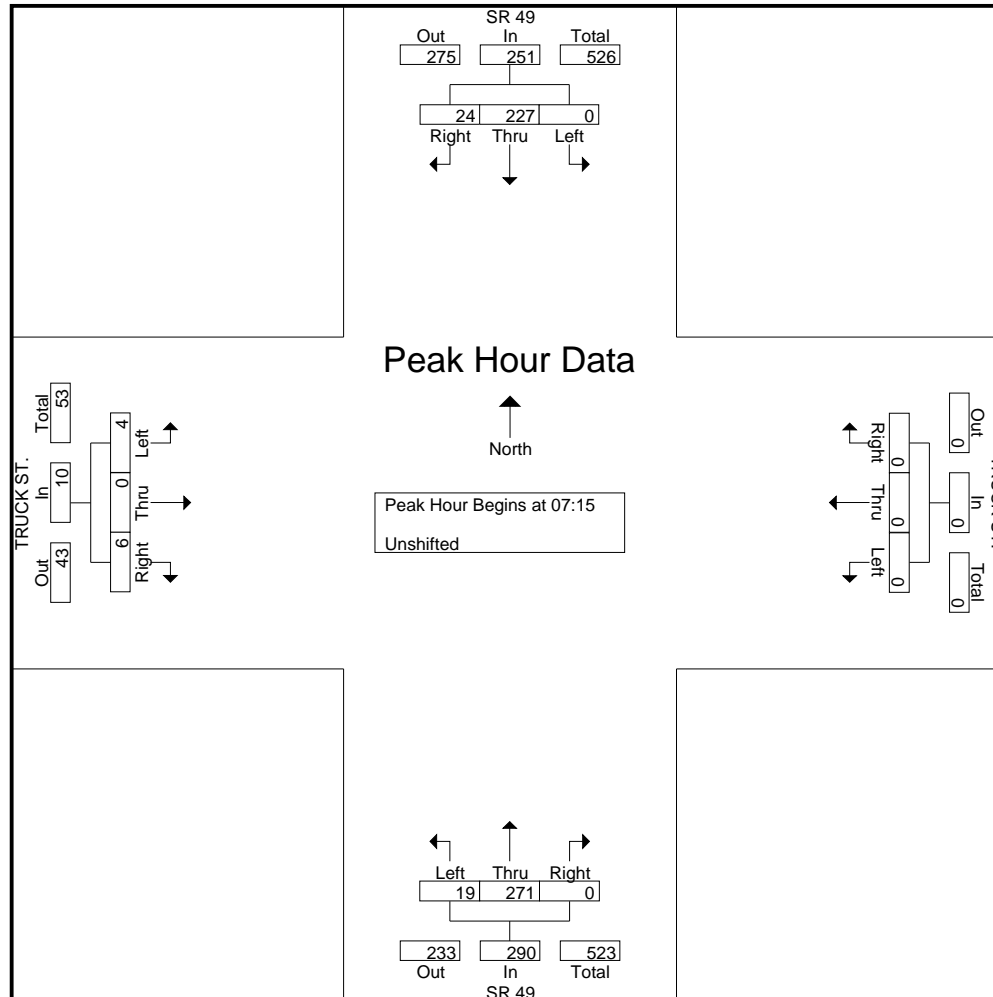 SR 49
Out In Total
275 251 526
24 227 0
Right Thru Left
Peak Hour Data
North
Peak Hour Begins at 07:15
Unshifted
TRUCK ST.
Total In Out
53 10 43
4 0 6
Left Thru Right
Right Thru Left
0 0 0
Out In Total
0 0 0
Left Thru Right
19 271 0
233 290 523
Out In Total
SR 49